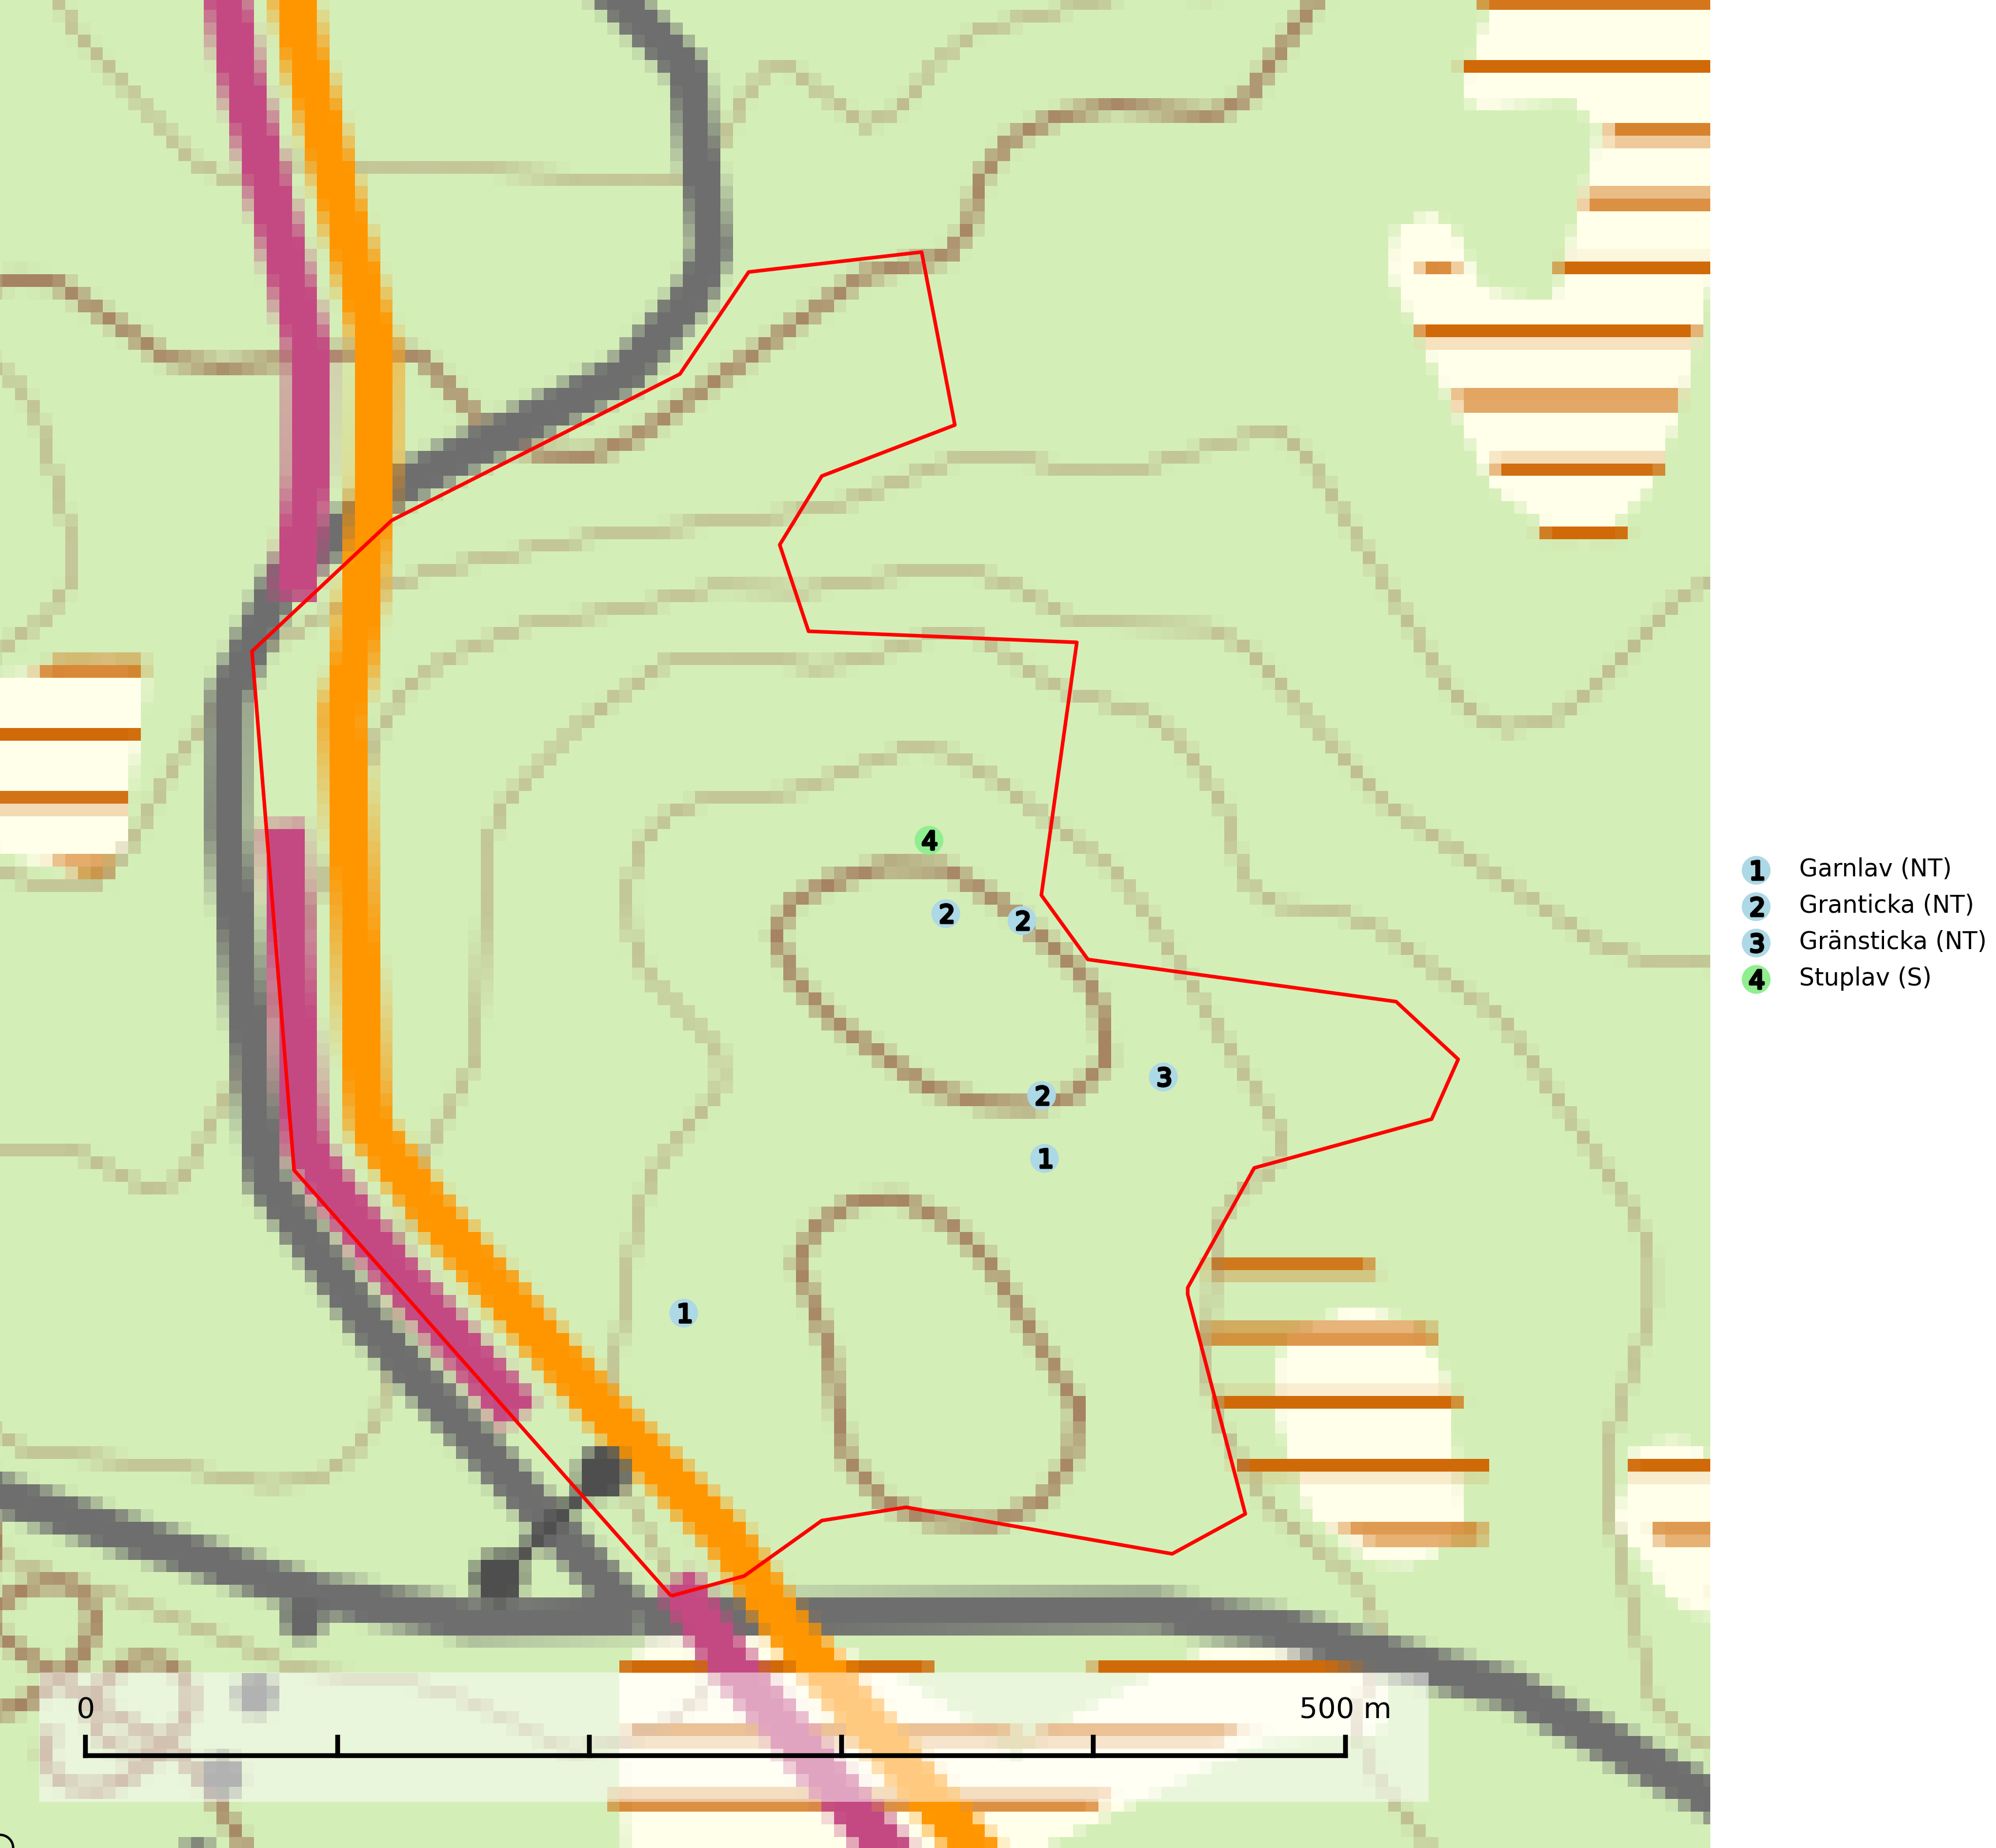 4
2
2
3
2
1
1
1 Garnlav (NT)
2 Granticka (NT)
3 Gränsticka (NT)
4 Stuplav (S)
0 500 m